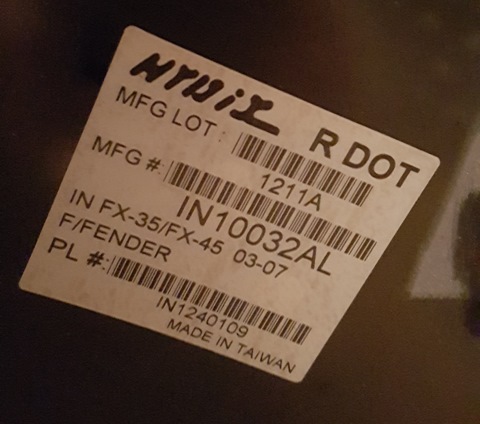 R DOT
MFG LOT:
1211A
MFG #:
IN10032AL
IN FX-35/FX-45 03-07
F/FENDER
PL #:
IN1240109
MADE IN TAIWAN